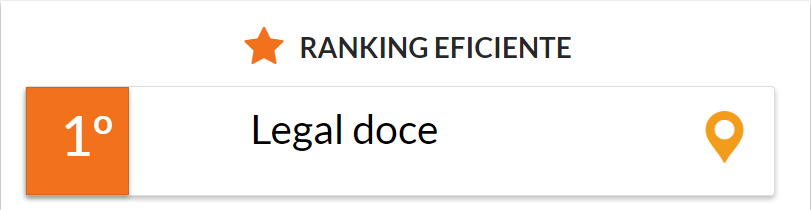 RANKING EFICIENTE
1º
Legal doce